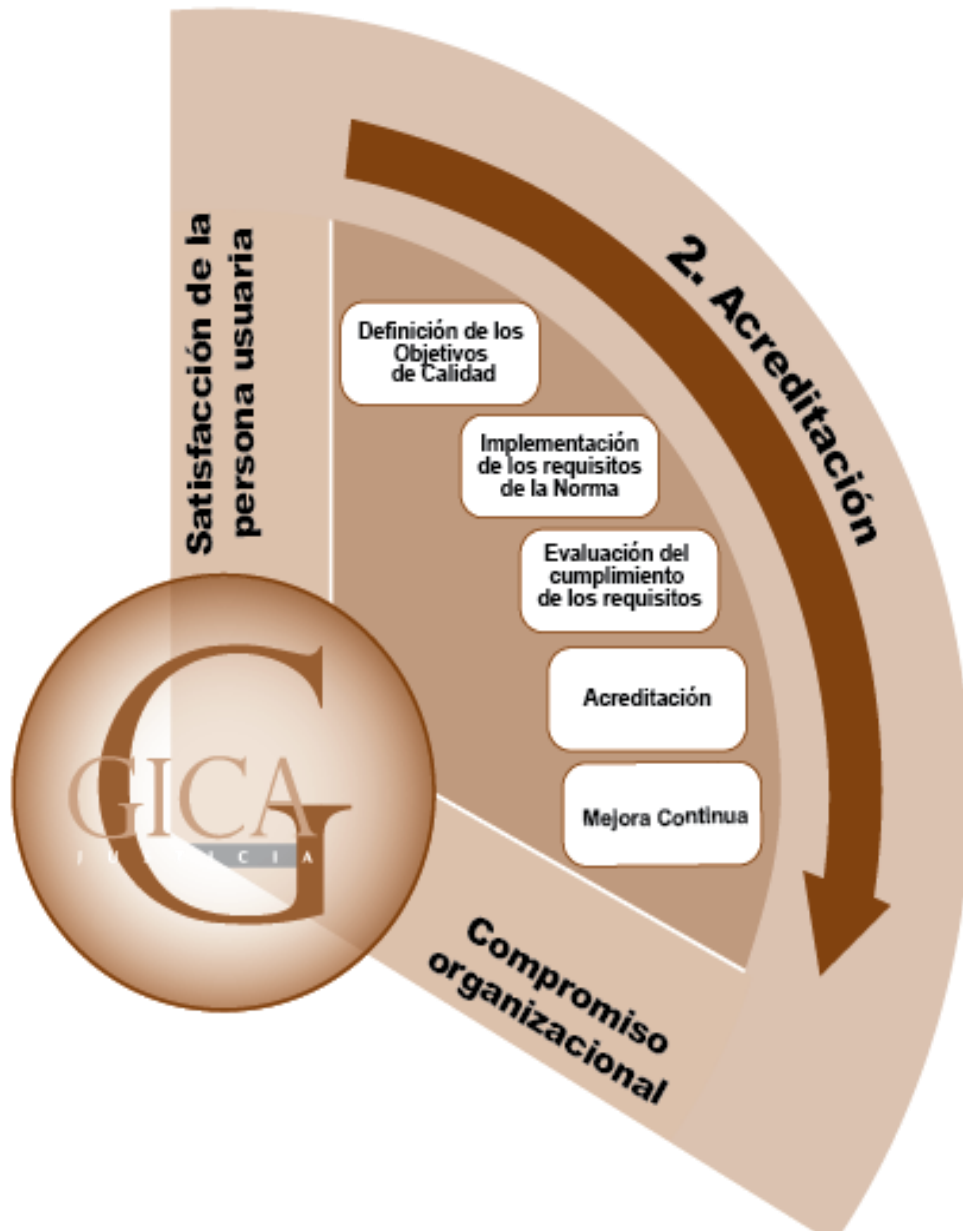 Satisfacción de la
persona usuaria
2. Acreditación
Definición de los
Objetivos
de Calidad
Implementación
de los requisitos
de la Norma
Evaluación del
cumplimiento
de los requisitos
Acreditación
Mejora Continua
G
GICA
JUSTICIA
Compromiso
organizacional